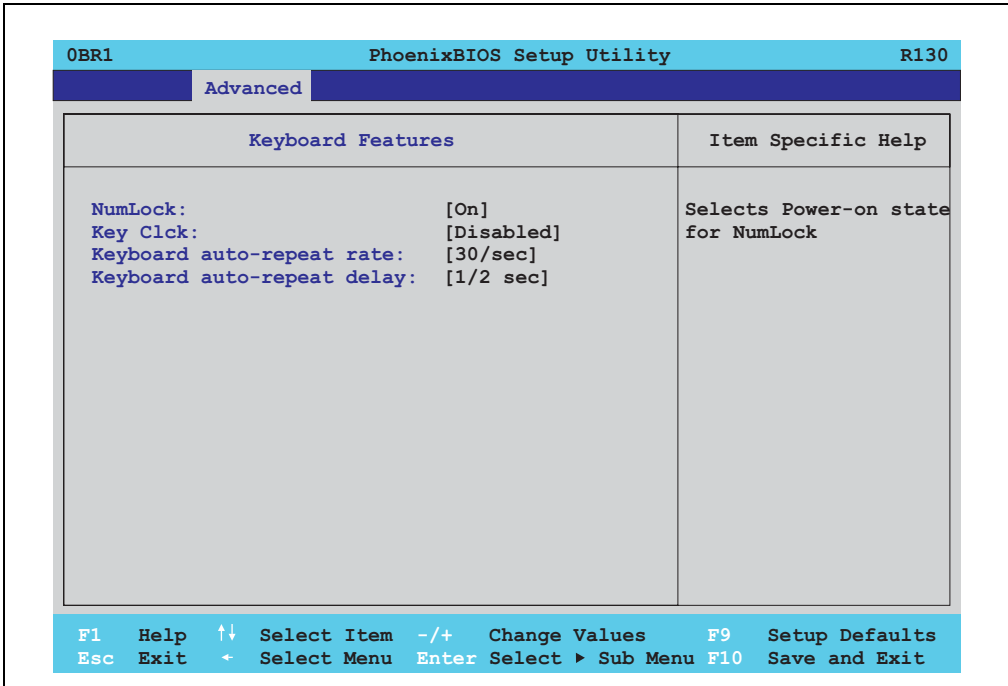 0BR1 PhoenixBIOS Setup Utility R130
Advanced
Keyboard Features
Item Specific Help
NumLock: [On]
Key Clck: [Disabled]
Keyboard auto-repeat rate: [30/sec]
Keyboard auto-repeat delay: [1/2 sec]
Selects Power-on state
for NumLock
F1 Help ↑↓ Select Item -/+ Change Values F9 Setup Defaults
Esc Exit ← Select Menu Enter Select ▶ Sub Menu F10 Save and Exit